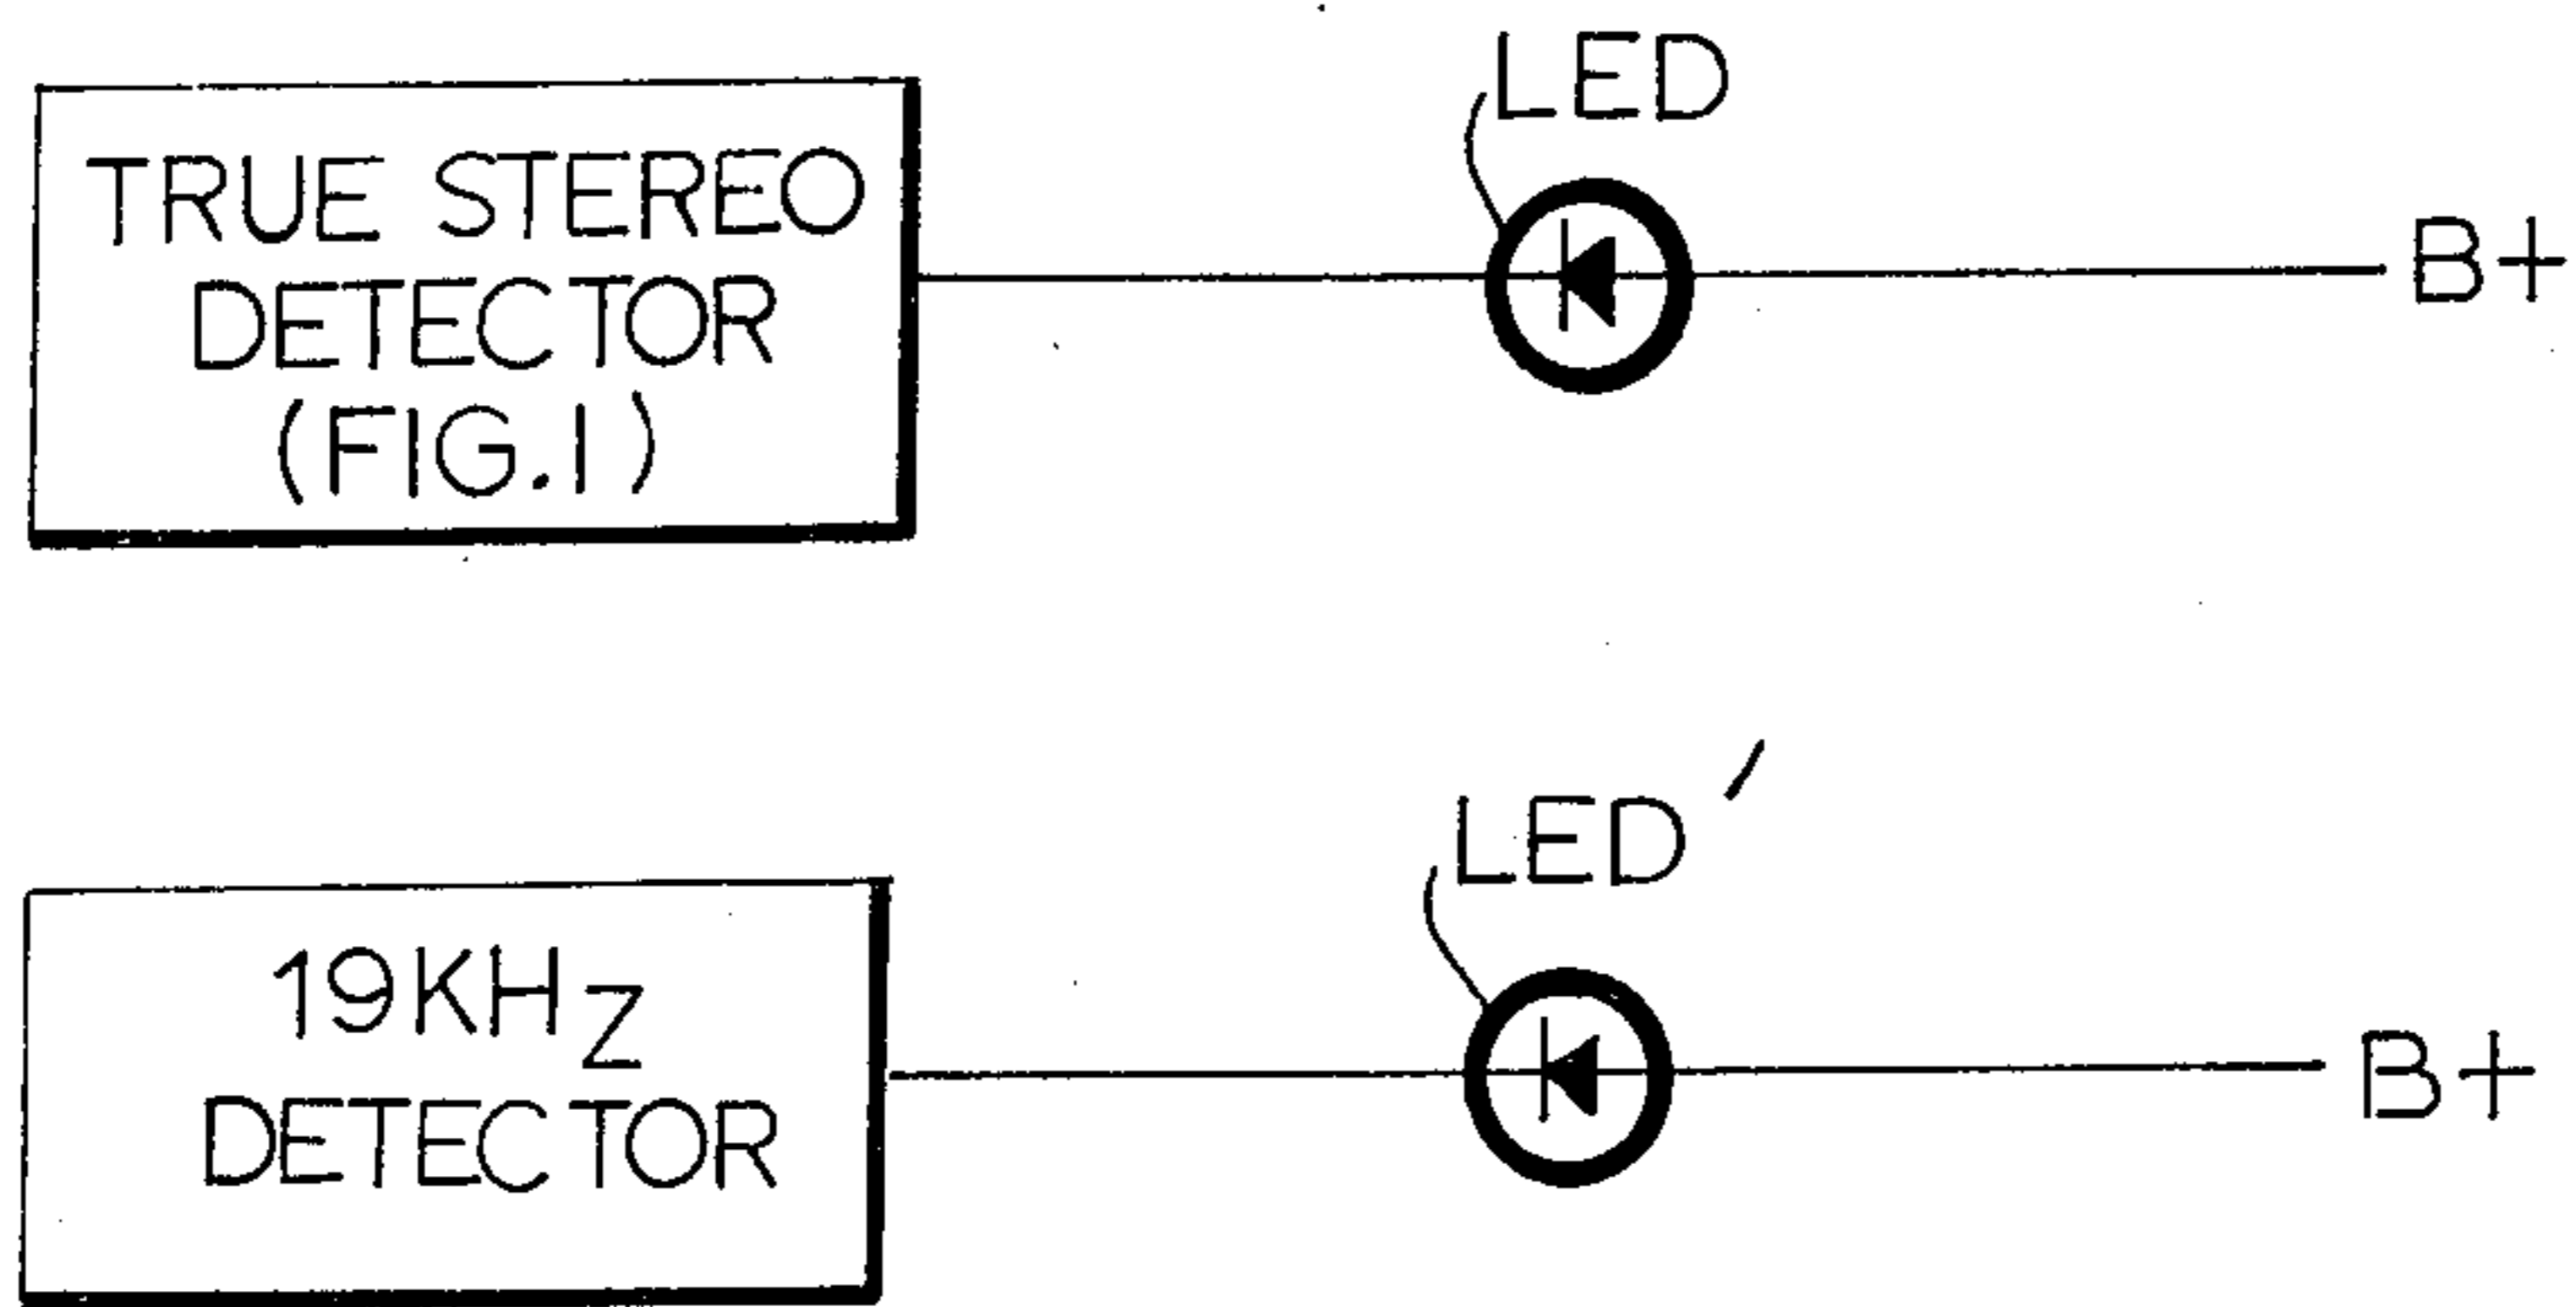 LED
TRUE STEREO
DETECTOR
(FIG.1)
B+
LED'
19KHZ
DETECTOR
B+